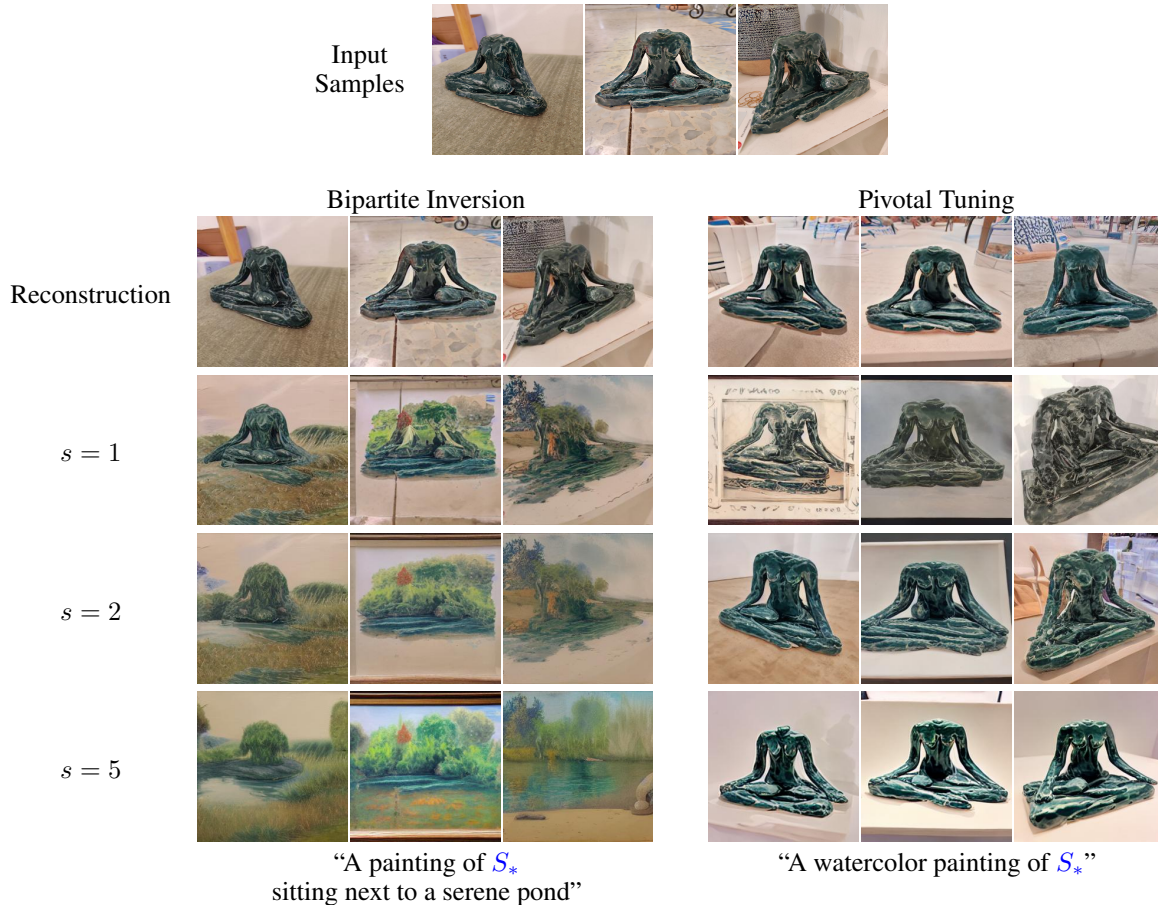 Input
Samples
Bipartite Inversion
Pivotal Tuning
Reconstruction
s = 1
s = 2
s = 5
“A painting of S*
sitting next to a serene pond”
“A watercolor painting of S*”